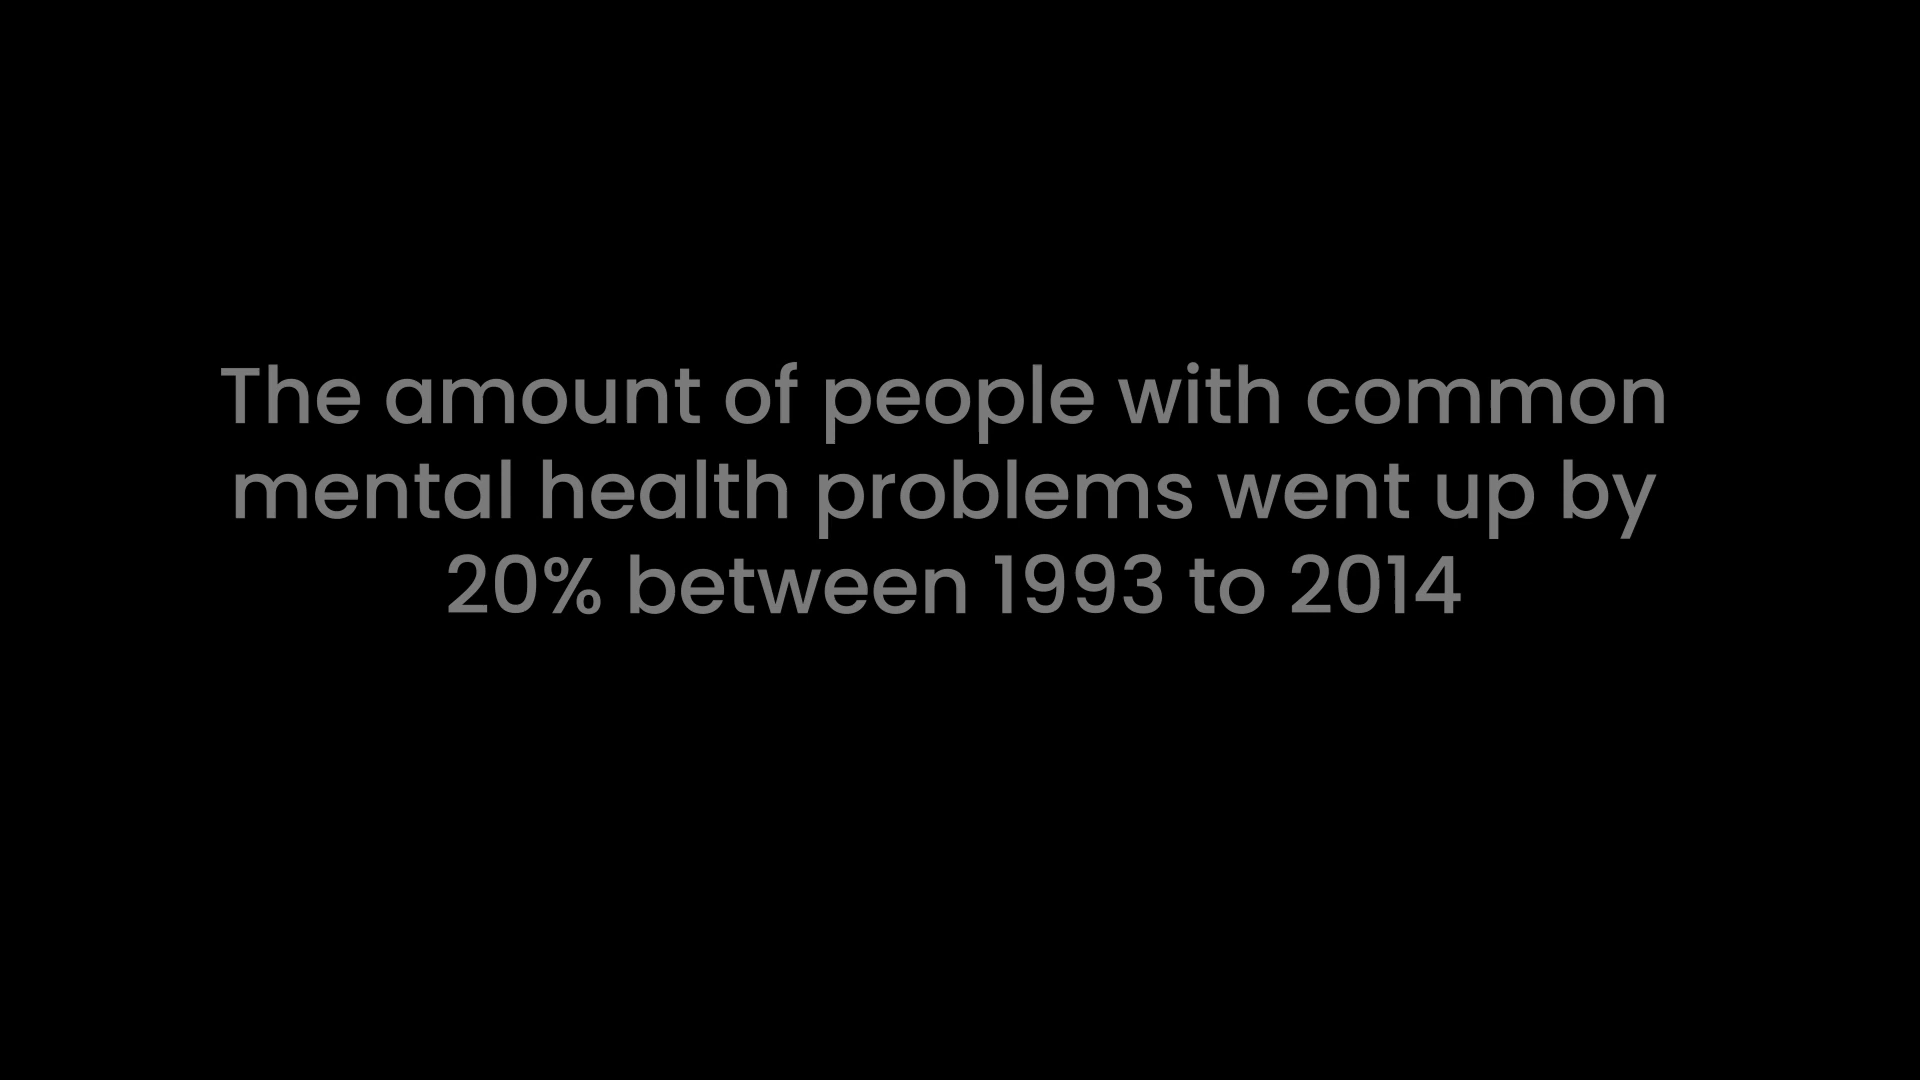 The amount of people with common
mental health problems went up by
20% between 1993 to 2014